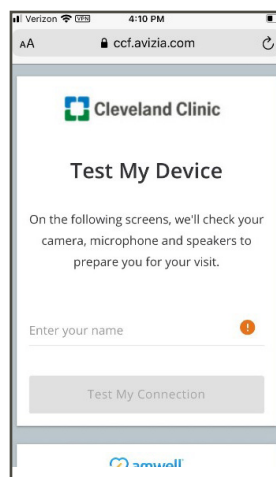 Verizon VPN 4:10 PM
AA ccf.avizia.com
Cleveland Clinic
Test My Device
On the following screens, we'll check your
camera, microphone and speakers to
prepare you for your visit.
Enter your name !
Test My Connection
amwell